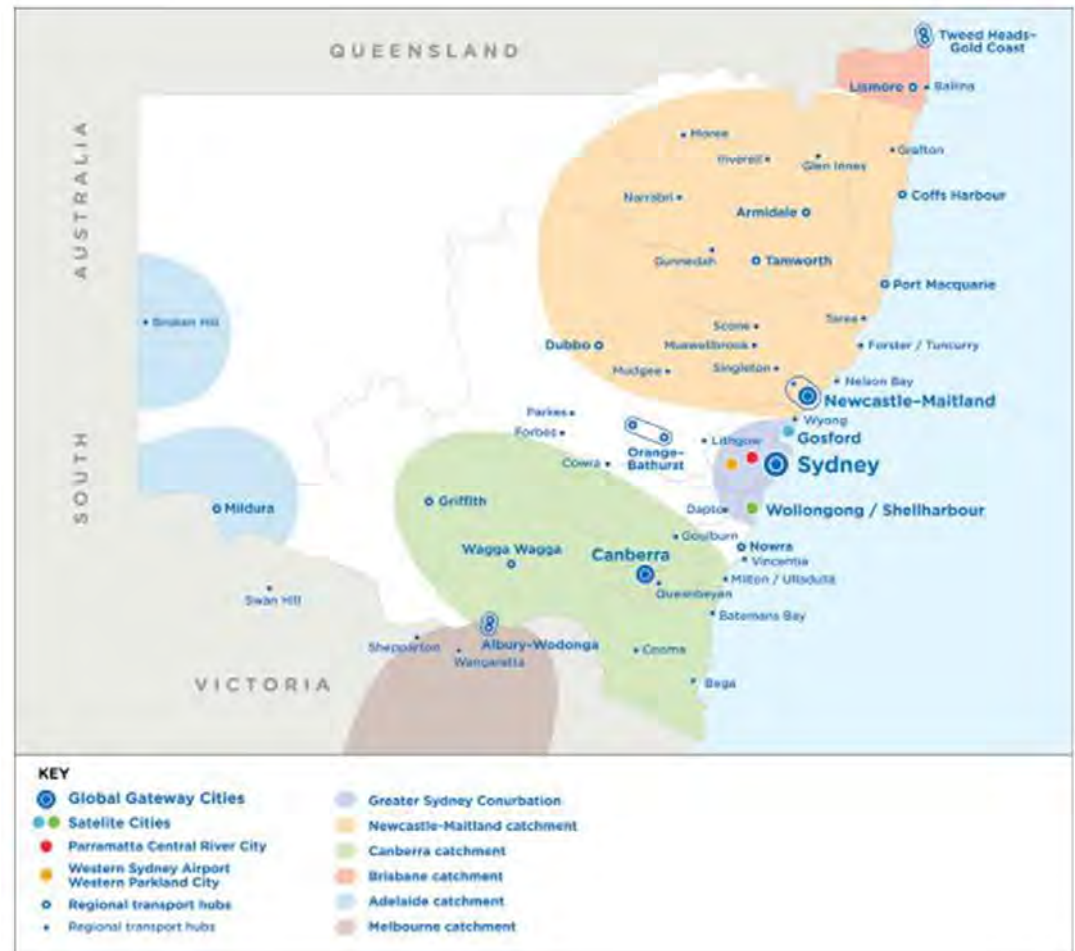 QUEENSLAND
Tweed Heads–
Gold Coast
Lismore
Ballina
AUSTRALIA
Moree
Inverell
Glen Innes
Grafton
Narrabri
Armidale
Coffs Harbour
Gunnedah
Tamworth
Port Macquarie
Broken Hill
Scone
Taree
Dubbo
Muswellbrook
Forster / Tuncurry
Mudgee
Singleton
Nelson Bay
Newcastle–Maitland
Parkes
Wyong
Forbes
Lithgow
Gosford
Orange–
Bathurst
Cowra
Sydney
SOUTH
Mildura
Griffith
Dapto
Wollongong / Shellharbour
Goulburn
Wagga Wagga
Canberra
Nowra
Vincentia
Milton / Ulladulla
Queanbeyan
Swan Hill
Batemans Bay
Shepparton
Albury–Wodonga
Wangaratta
Cooma
VICTORIA
Bega
KEY
Global Gateway Cities
Satelite Cities
Parramatta Central River City
Western Sydney Airport
Western Parkland City
Regional transport hubs
Regional transport hubs
Greater Sydney Conurbation
Newcastle–Maitland catchment
Canberra catchment
Brisbane catchment
Adelaide catchment
Melbourne catchment